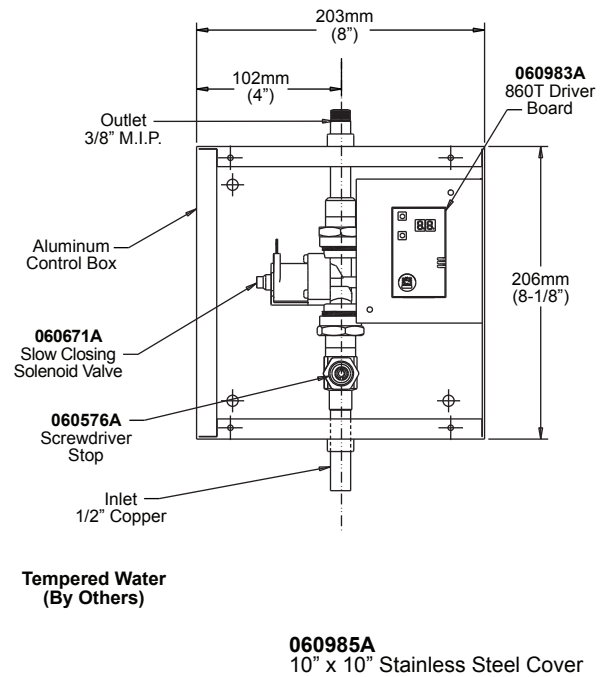 203mm
(8")
102mm
(4")
060983A
860T Driver
Board
Outlet
3/8" M.I.P.
88
Aluminum
Control Box
206mm
(8-1/8")
060671A
Slow Closing
Solenoid Valve
060576A
Screwdriver
Stop
Inlet
1/2" Copper
Tempered Water
(By Others)
060985A
10" x 10" Stainless Steel Cover